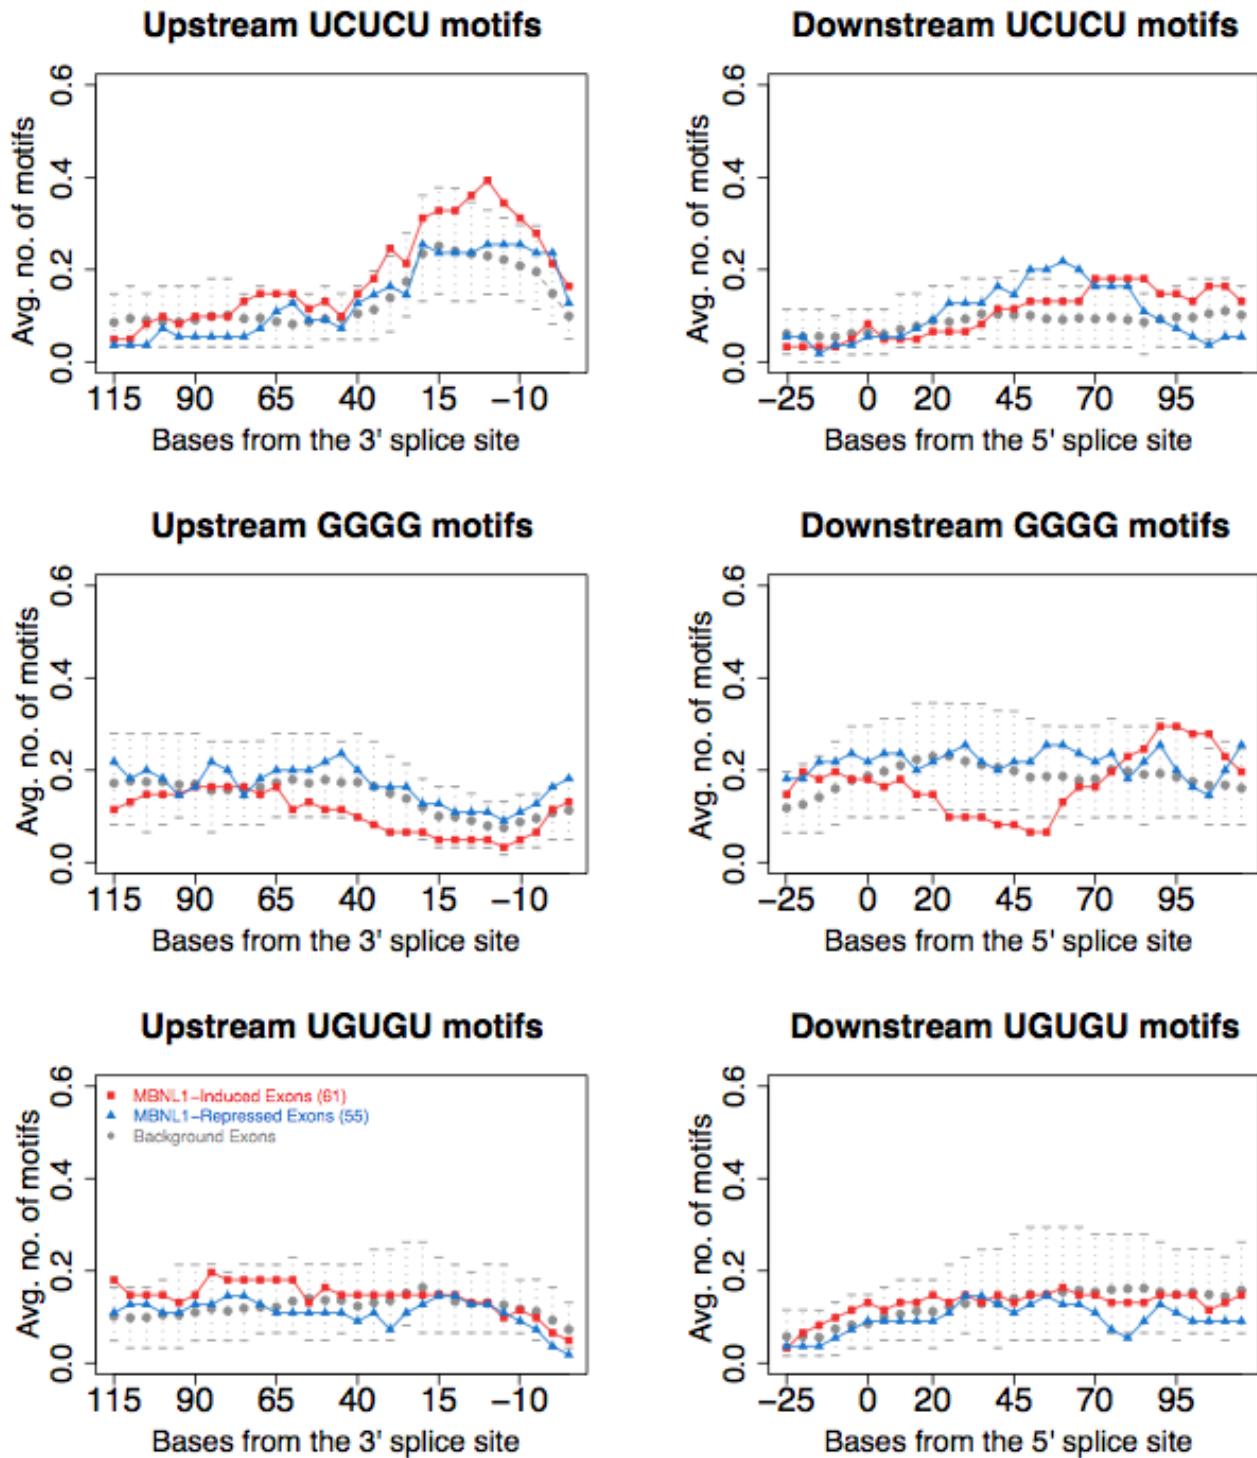 Upstream UCUCU motifs
Avg. no. of motifs
0.0 0.2 0.4 0.6
115 90 65 40 15 −10
Bases from the 3' splice site
Downstream UCUCU motifs
Avg. no. of motifs
0.0 0.2 0.4 0.6
−25 0 20 45 70 95
Bases from the 5' splice site
Upstream GGGG motifs
Avg. no. of motifs
0.0 0.2 0.4 0.6
115 90 65 40 15 −10
Bases from the 3' splice site
Downstream GGGG motifs
Avg. no. of motifs
0.0 0.2 0.4 0.6
−25 0 20 45 70 95
Bases from the 5' splice site
Upstream UGUGU motifs
Avg. no. of motifs
0.0 0.2 0.4 0.6
MBNL1−Induced Exons (61)
MBNL1−Repressed Exons (55)
Background Exons
115 90 65 40 15 −10
Bases from the 3' splice site
Downstream UGUGU motifs
Avg. no. of motifs
0.0 0.2 0.4 0.6
−25 0 20 45 70 95
Bases from the 5' splice site